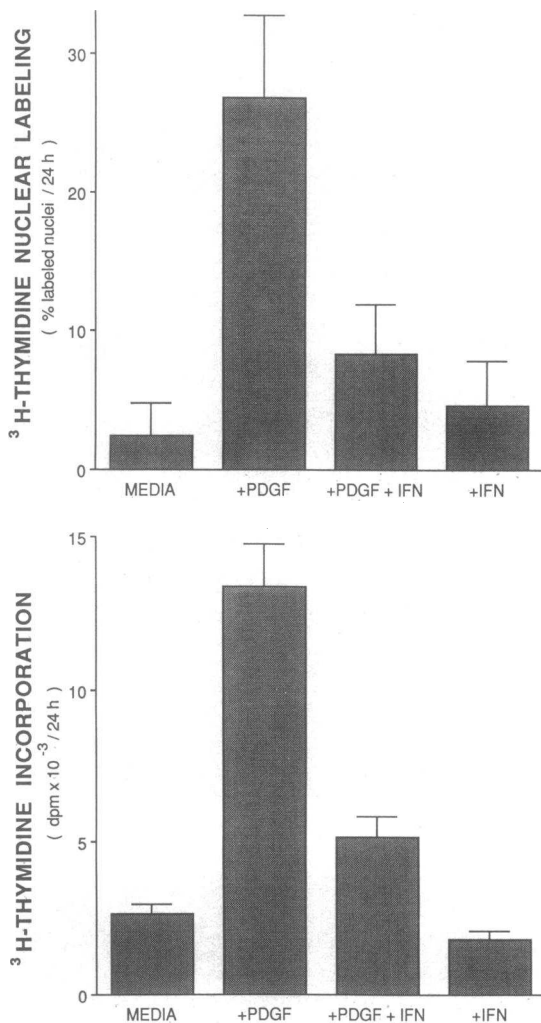 ³H-THYMIDINE NUCLEAR LABELING
( % labeled nuclei / 24 h )
30
20
10
0
MEDIA +PDGF +PDGF + IFN +IFN
³H-THYMIDINE INCORPORATION
( dpm x 10⁻³ / 24 h )
15
10
5
0
MEDIA +PDGF +PDGF + IFN +IFN